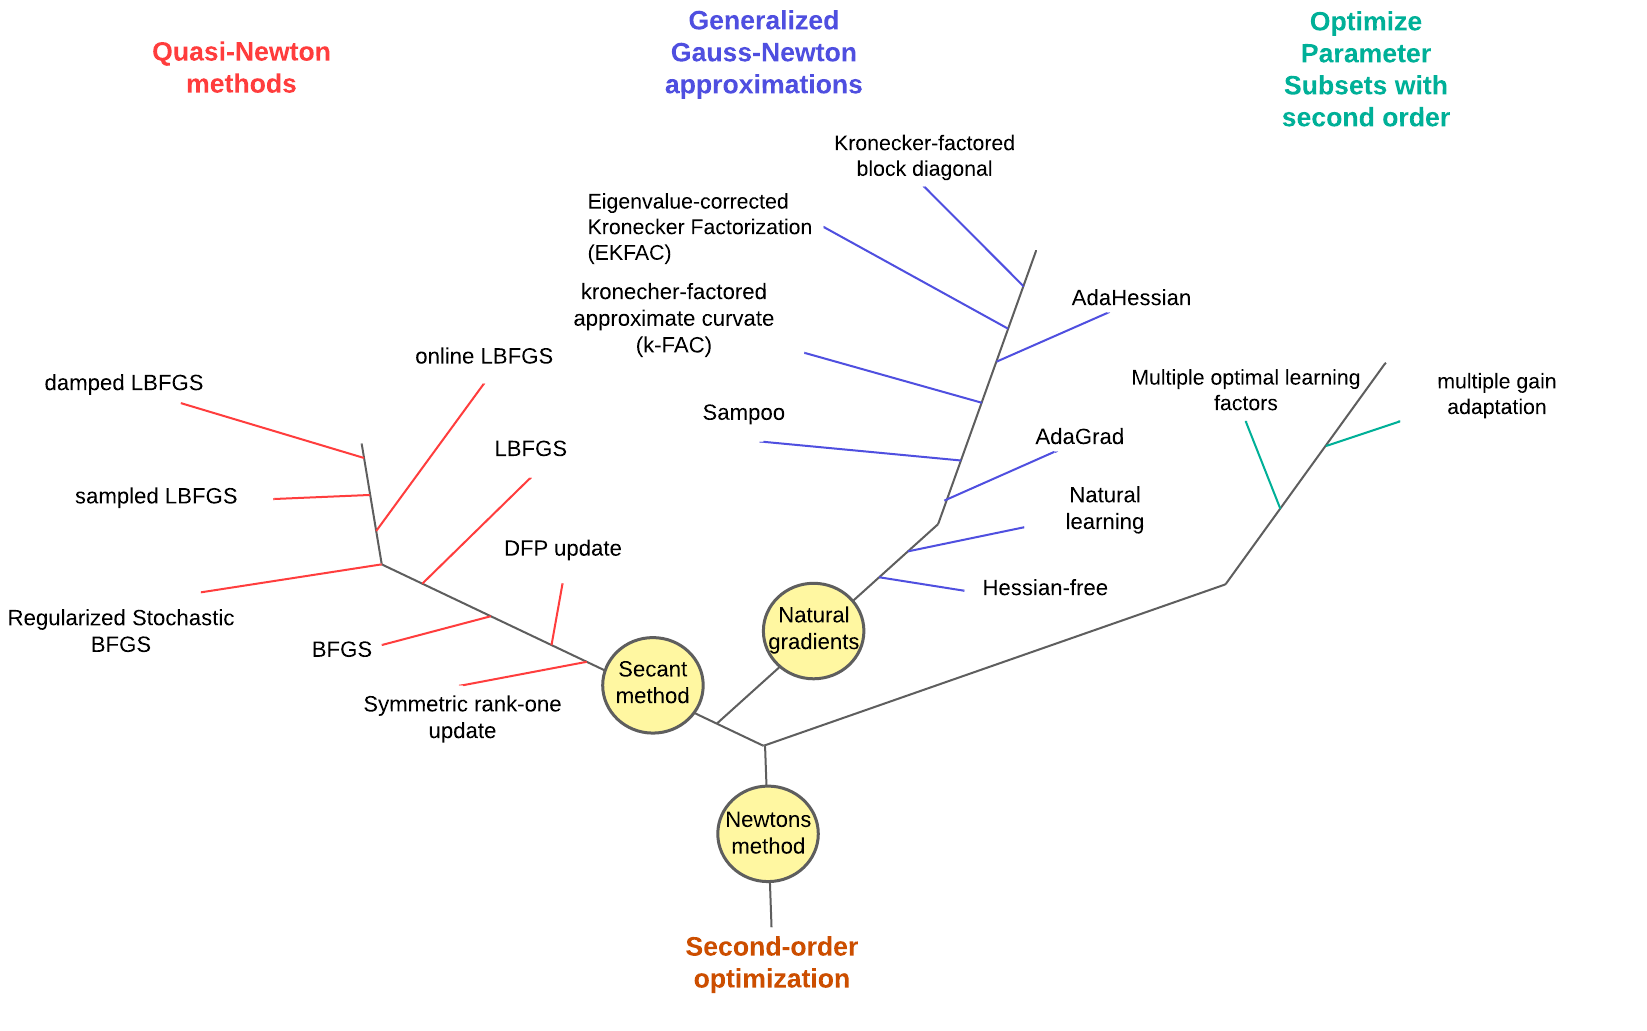 Quasi-Newton
methods
Generalized
Gauss-Newton
approximations
Optimize
Parameter
Subsets with
second order
Kronecker-factored
block diagonal
Eigenvalue-corrected
Kronecker Factorization
(EKFAC)
kronecher-factored
approximate curvate
(k-FAC)
AdaHessian
online LBFGS
damped LBFGS
Multiple optimal learning
factors
multiple gain
adaptation
Sampoo
AdaGrad
LBFGS
sampled LBFGS
Natural
learning
DFP update
Hessian-free
Regularized Stochastic
BFGS
BFGS
Natural
gradients
Secant
method
Symmetric rank-one
update
Newtons
method
Second-order
optimization